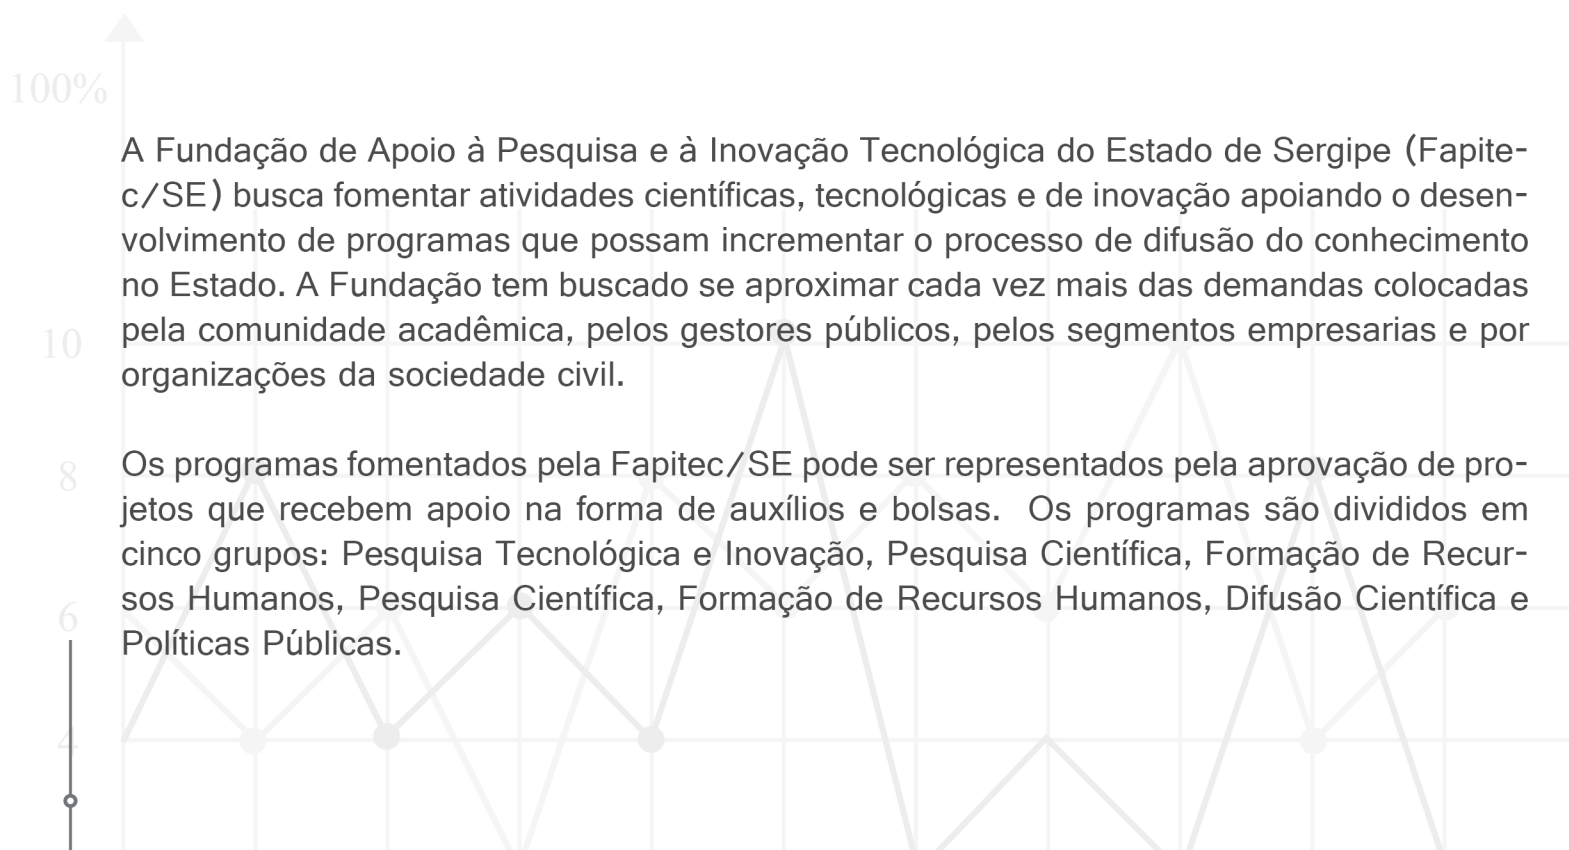 100%
A Fundação de Apoio à Pesquisa e à Inovação Tecnológica do Estado de Sergipe (Fapite-
c/SE) busca fomentar atividades científicas, tecnológicas e de inovação apoiando o desen-
volvimento de programas que possam incrementar o processo de difusão do conhecimento
no Estado. A Fundação tem buscado se aproximar cada vez mais das demandas colocadas
pela comunidade acadêmica, pelos gestores públicos, pelos segmentos empresarias e por
10
organizações da sociedade civil.
Os programas fomentados pela Fapitec/SE pode ser representados pela aprovação de pro-
8
jetos que recebem apoio na forma de auxílios e bolsas.  Os programas são divididos em
cinco grupos: Pesquisa Tecnológica e Inovação, Pesquisa Científica, Formação de Recur-
sos Humanos, Pesquisa Científica, Formação de Recursos Humanos, Difusão Científica e
6
Políticas Públicas.
4